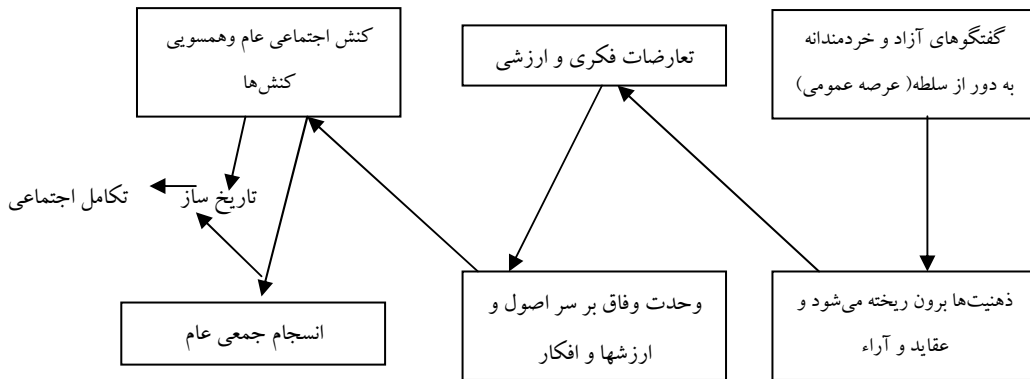 گفتگوهای آزاد و خردمندانه
به دور از سلطه( عرصه عمومی)
تعارضات فکری و ارزشی
کنش اجتماعی عام وهمسویی
کنش‌ها
تاریخ ساز
تکامل اجتماعی
ذهنیت‌ها برون ریخته می‌شود و
عقاید و آراء
وحدت وفاق بر سر اصول و
ارزشها و افکار
انسجام جمعی عام